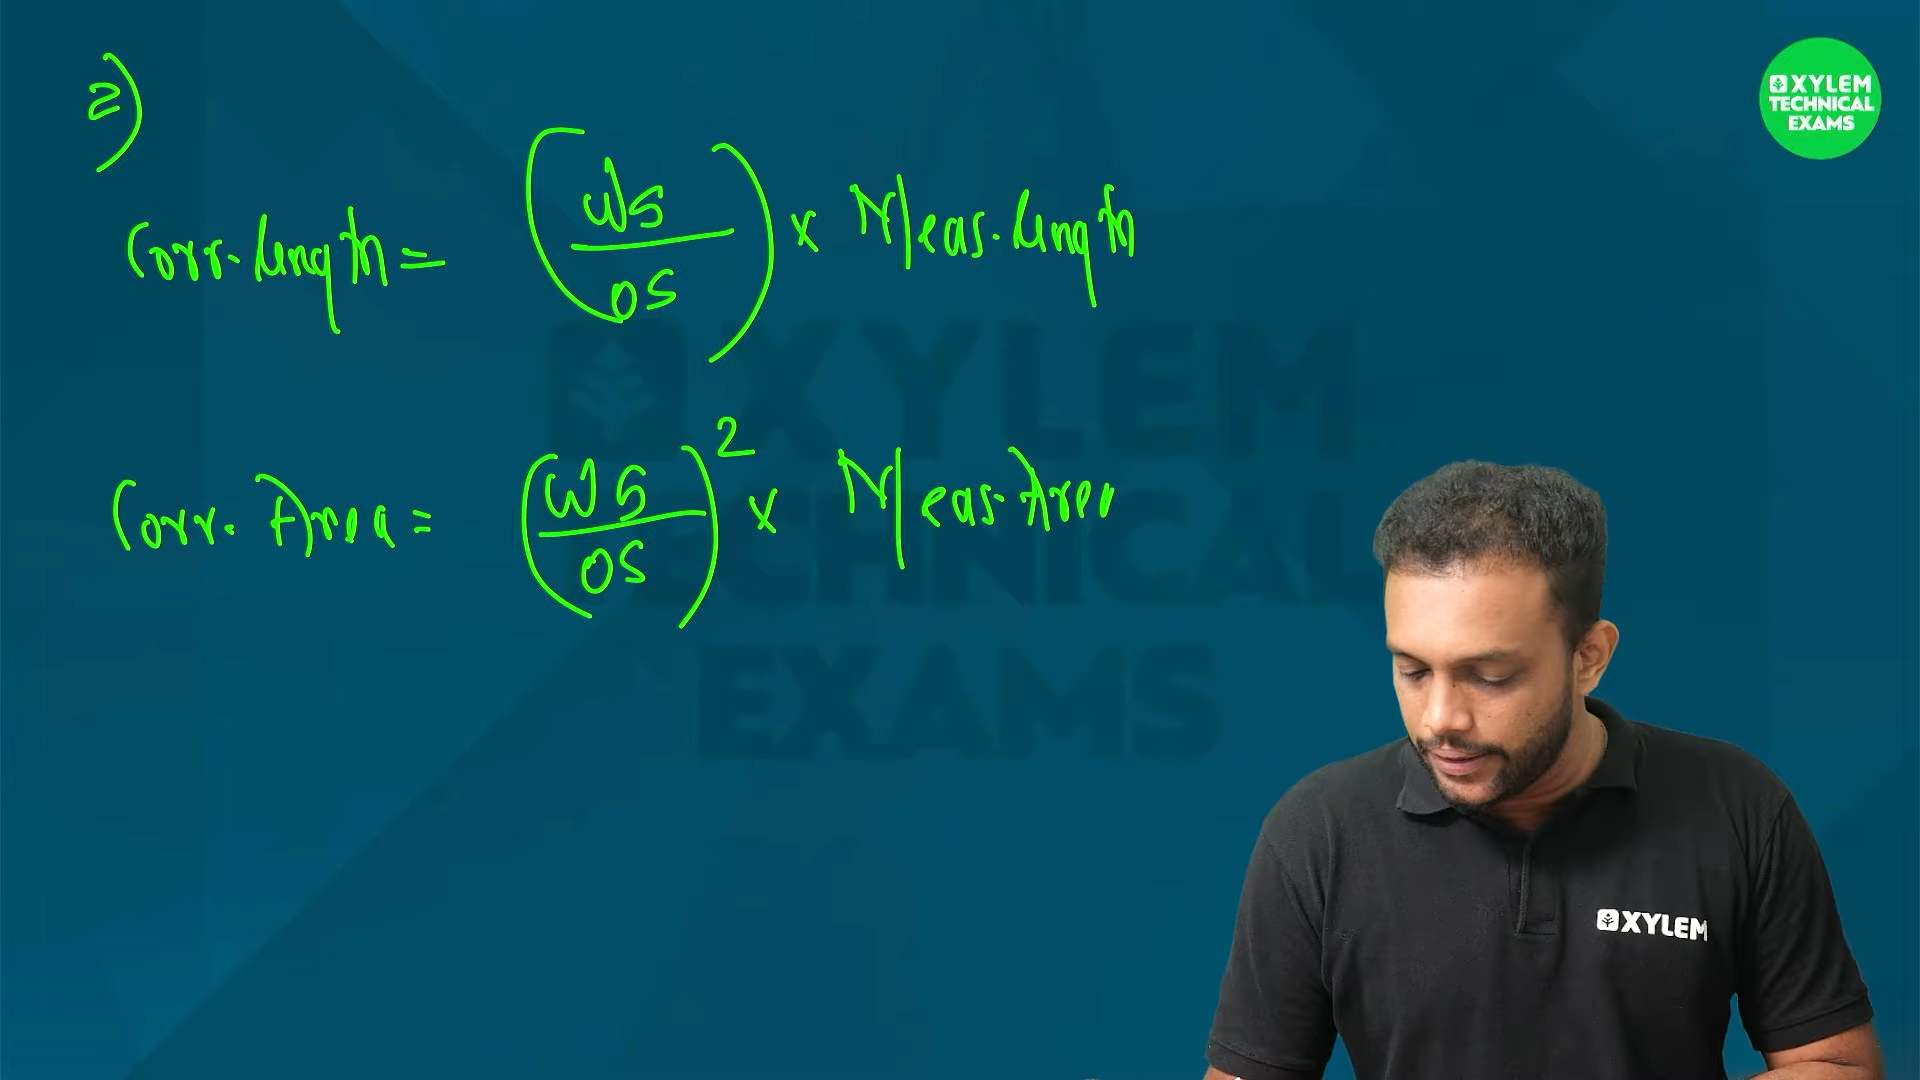 2)
XYLEM
TECHNICAL
EXAMS
Corr. length = (WS/OS) × Meas. length
Corr. Area = (WS/OS)² × Meas. Area
XYLEM
TECHNICAL
EXAMS
XYLEM